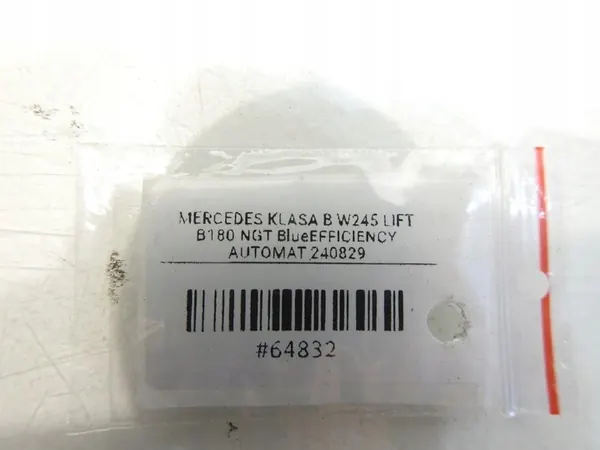 MERCEDES KLASA B W245 LIFT
B180 NGT BlueEFFICIENCY
AUTOMAT 240829
#64832